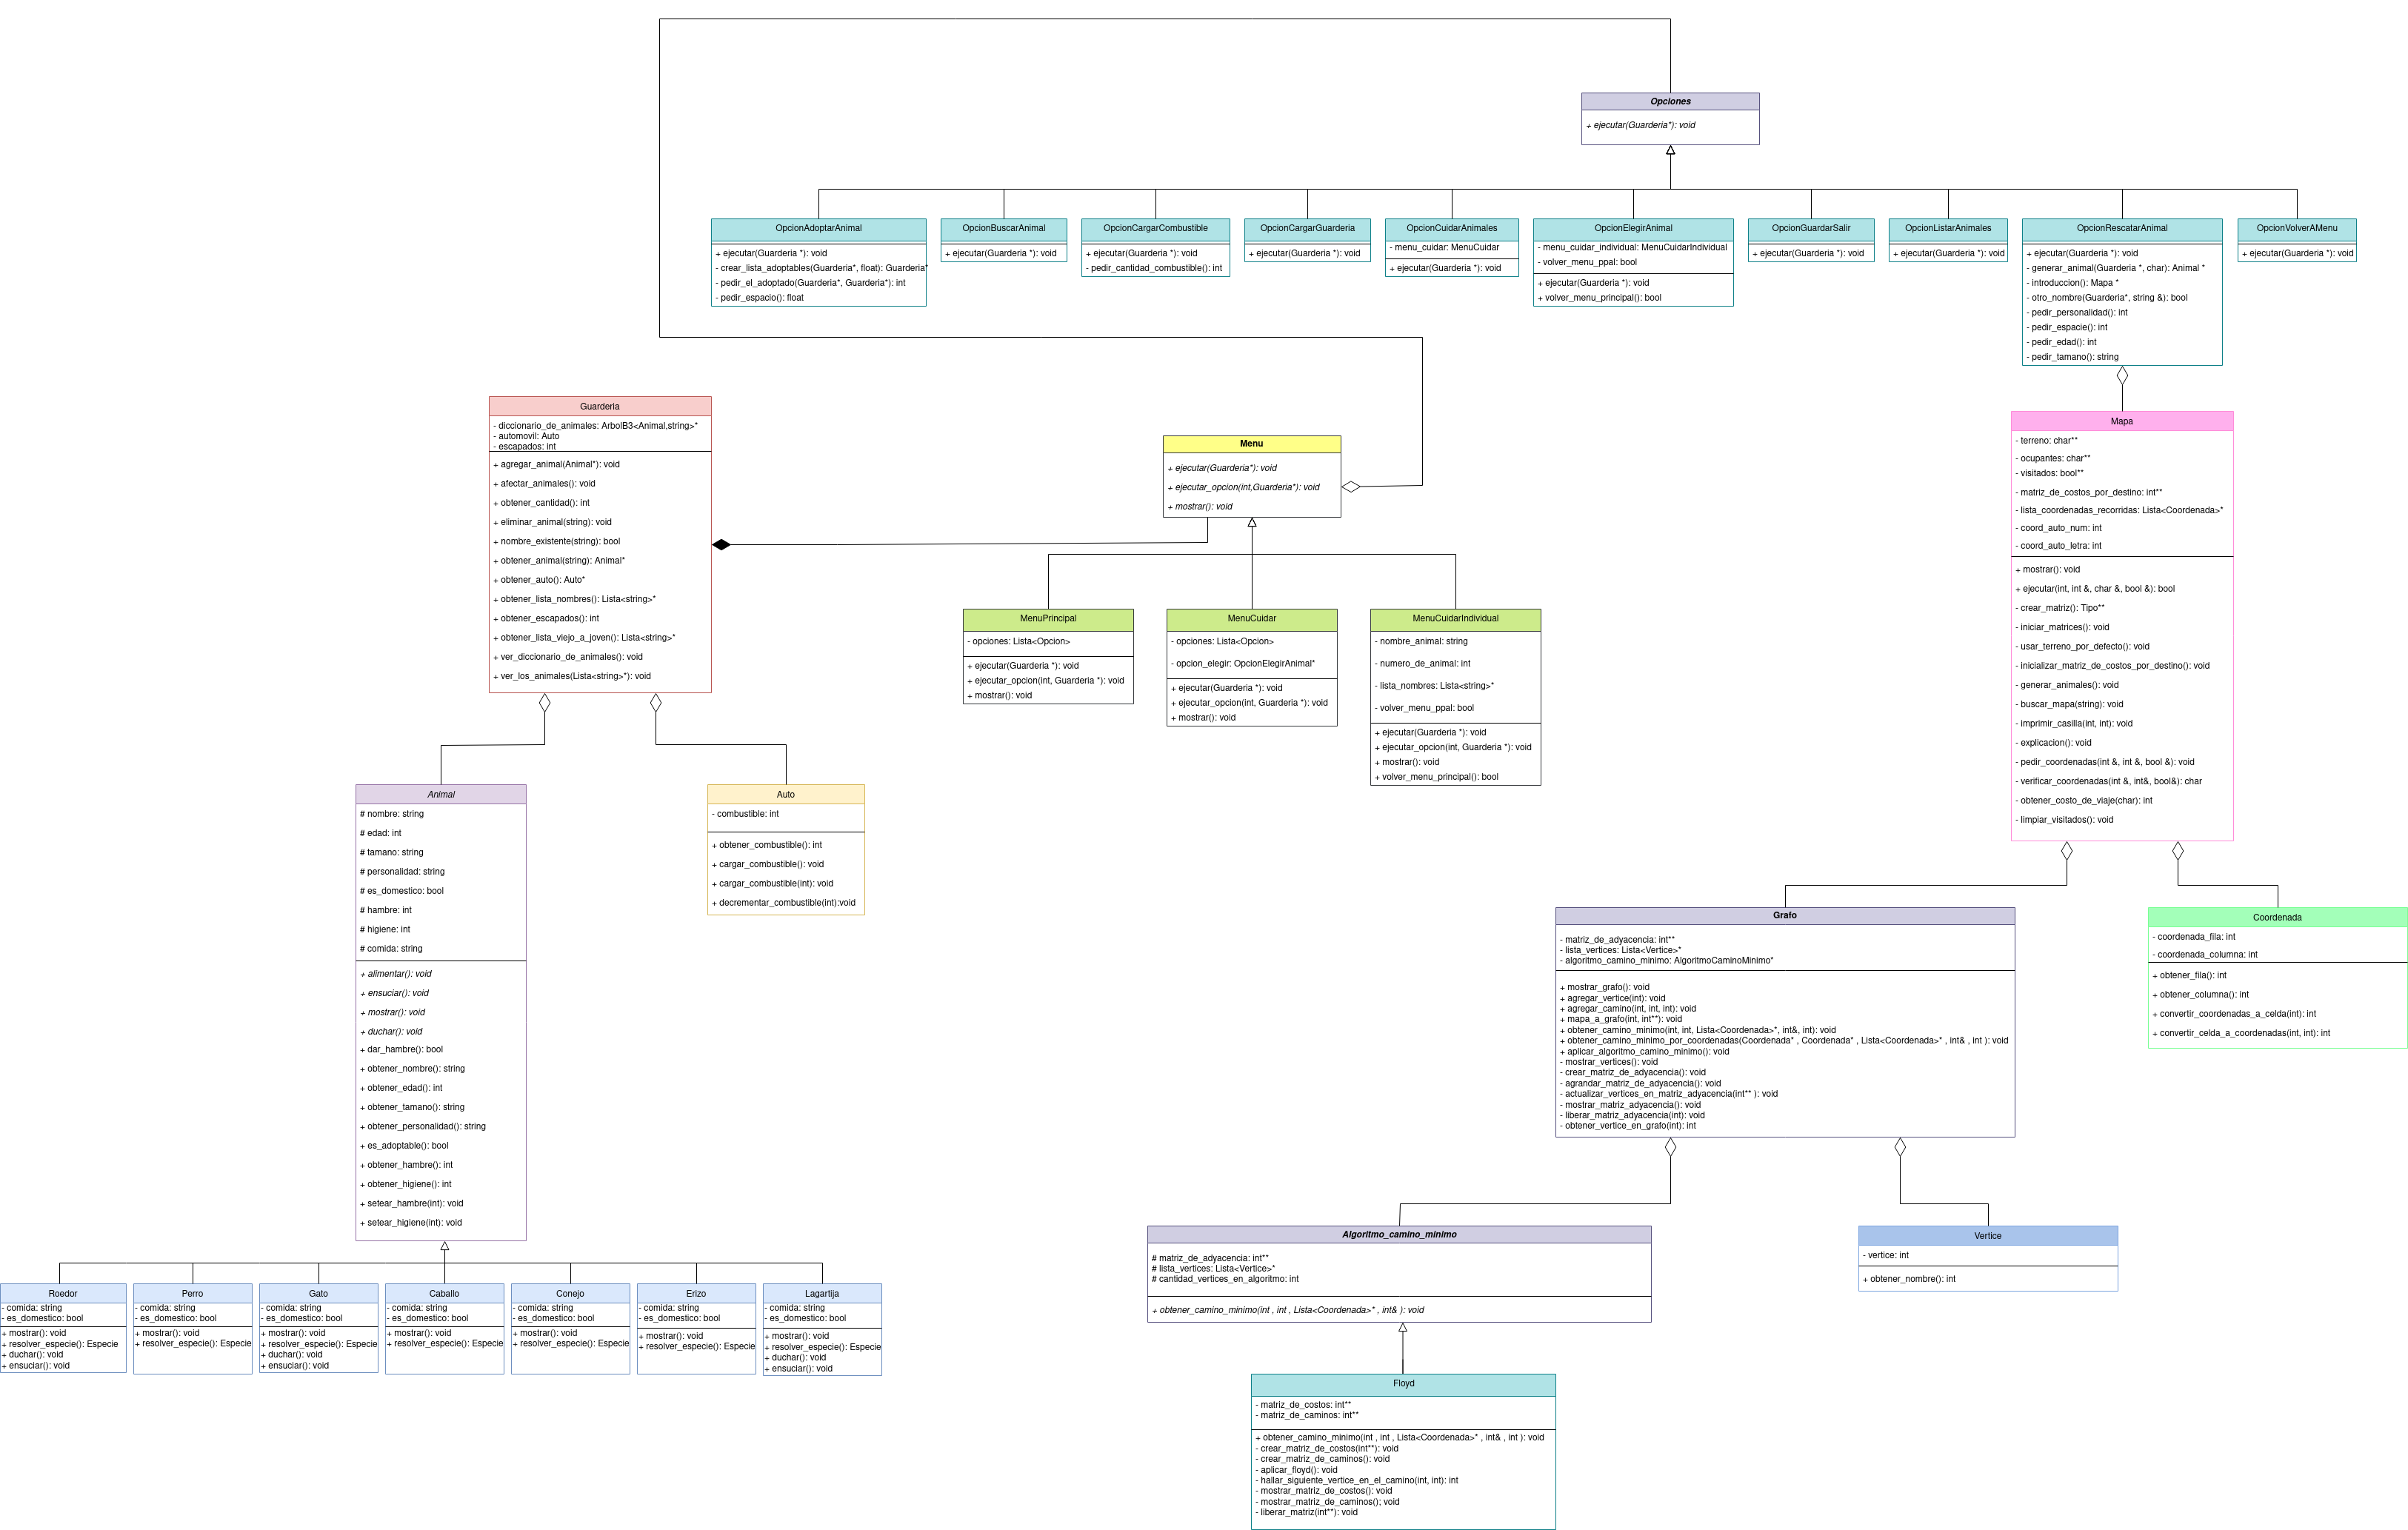 Opciones
+ ejecutar(Guarderia*): void
OpcionAdoptarAnimal
+ ejecutar(Guarderia *): void
- crear_lista_adoptables(Guarderia*, float): Guarderia*
- pedir_el_adoptado(Guarderia*, Guarderia*): int
- pedir_espacio(): float
OpcionBuscarAnimal
+ ejecutar(Guarderia *): void
OpcionCargarCombustible
+ ejecutar(Guarderia *): void
- pedir_cantidad_combustible(): int
OpcionCargarGuarderia
+ ejecutar(Guarderia *): void
OpcionCuidarAnimales
- menu_cuidar: MenuCuidar
+ ejecutar(Guarderia *): void
OpcionElegirAnimal
- menu_cuidar_individual: MenuCuidarIndividual
- volver_menu_ppal: bool
+ ejecutar(Guarderia *): void
+ volver_menu_principal(): bool
OpcionGuardarSalir
+ ejecutar(Guarderia *): void
OpcionListarAnimales
+ ejecutar(Guarderia *): void
OpcionRescatarAnimal
+ ejecutar(Guarderia *): void
- generar_animal(Guarderia *, char): Animal *
- introduccion(): Mapa *
- otro_nombre(Guarderia*, string &): bool
- pedir_personalidad(): int
- pedir_espacie(): int
- pedir_edad(): int
- pedir_tamano(): string
OpcionVolverAMenu
+ ejecutar(Guarderia *): void
Guarderia
- diccionario_de_animales: ArbolB3<Animal,string>*
- automovil: Auto
- escapados: int
+ agregar_animal(Animal*): void
+ afectar_animales(): void
+ obtener_cantidad(): int
+ eliminar_animal(string): void
+ nombre_existente(string): bool
+ obtener_animal(string): Animal*
+ obtener_auto(): Auto*
+ obtener_lista_nombres(): Lista<string>*
+ obtener_escapados(): int
+ obtener_lista_viejo_a_joven(): Lista<string>*
+ ver_diccionario_de_animales(): void
+ ver_los_animales(Lista<string>*): void
Menu
+ ejecutar(Guarderia*): void
+ ejecutar_opcion(int,Guarderia*): void
+ mostrar(): void
MenuPrincipal
- opciones: Lista<Opcion>
+ ejecutar(Guarderia *): void
+ ejecutar_opcion(int, Guarderia *): void
+ mostrar(): void
MenuCuidar
- opciones: Lista<Opcion>
- opcion_elegir: OpcionElegirAnimal*
+ ejecutar(Guarderia *): void
+ ejecutar_opcion(int, Guarderia *): void
+ mostrar(): void
MenuCuidarIndividual
- nombre_animal: string
- numero_de_animal: int
- lista_nombres: Lista<string>*
- volver_menu_ppal: bool
+ ejecutar(Guarderia *): void
+ ejecutar_opcion(int, Guarderia *): void
+ mostrar(): void
+ volver_menu_principal(): bool
Mapa
- terreno: char**
- ocupantes: char**
- visitados: bool**
- matriz_de_costos_por_destino: int**
- lista_coordenadas_recorridas: Lista<Coordenada>*
- coord_auto_num: int
- coord_auto_letra: int
+ mostrar(): void
+ ejecutar(int, int &, char &, bool &): bool
- crear_matriz(): Tipo**
- iniciar_matrices(): void
- usar_terreno_por_defecto(): void
- inicializar_matriz_de_costos_por_destino(): void
- generar_animales(): void
- buscar_mapa(string): void
- imprimir_casilla(int, int): void
- explicacion(): void
- pedir_coordenadas(int &, int &, bool &): void
- verificar_coordenadas(int &, int&, bool&): char
- obtener_costo_de_viaje(char): int
- limpiar_visitados(): void
Animal
# nombre: string
# edad: int
# tamano: string
# personalidad: string
# es_domestico: bool
# hambre: int
# higiene: int
# comida: string
+ alimentar(): void
+ ensuciar(): void
+ mostrar(): void
+ duchar(): void
+ dar_hambre(): bool
+ obtener_nombre(): string
+ obtener_edad(): int
+ obtener_tamano(): string
+ obtener_personalidad(): string
+ es_adoptable(): bool
+ obtener_hambre(): int
+ obtener_higiene(): int
+ setear_hambre(int): void
+ setear_higiene(int): void
Auto
- combustible: int
+ obtener_combustible(): int
+ cargar_combustible(): void
+ cargar_combustible(int): void
+ decrementar_combustible(int):void
Grafo
- matriz_de_adyacencia: int**
- lista_vertices: Lista<Vertice>*
- algoritmo_camino_minimo: AlgoritmoCaminoMinimo*
+ mostrar_grafo(): void
+ agregar_vertice(int): void
+ agregar_camino(int, int, int): void
+ mapa_a_grafo(int, int**): void
+ obtener_camino_minimo(int, int, Lista<Coordenada>*, int&, int): void
+ obtener_camino_minimo_por_coordenadas(Coordenada* , Coordenada* , Lista<Coordenada>* , int& , int ): void
+ aplicar_algoritmo_camino_minimo(): void
- mostrar_vertices(): void
- crear_matriz_de_adyacencia(): void
- agrandar_matriz_de_adyacencia(): void
- actualizar_vertices_en_matriz_adyacencia(int** ): void
- mostrar_matriz_adyacencia(): void
- liberar_matriz_adyacencia(int): void
- obtener_vertice_en_grafo(int): int
Coordenada
- coordenada_fila: int
- coordenada_columna: int
+ obtener_fila(): int
+ obtener_columna(): int
+ convertir_coordenadas_a_celda(int): int
+ convertir_celda_a_coordenadas(int, int): int
Algoritmo_camino_minimo
# matriz_de_adyacencia: int**
# lista_vertices: Lista<Vertice>*
# cantidad_vertices_en_algoritmo: int
+ obtener_camino_minimo(int , int , Lista<Coordenada>* , int& ): void
Vertice
- vertice: int
+ obtener_nombre(): int
Roedor
- comida: string
- es_domestico: bool
+ mostrar(): void
+ resolver_especie(): Especie
+ duchar(): void
+ ensuciar(): void
Perro
- comida: string
- es_domestico: bool
+ mostrar(): void
+ resolver_especie(): Especie
Gato
- comida: string
- es_domestico: bool
+ mostrar(): void
+ resolver_especie(): Especie
+ duchar(): void
+ ensuciar(): void
Caballo
- comida: string
- es_domestico: bool
+ mostrar(): void
+ resolver_especie(): Especie
Conejo
- comida: string
- es_domestico: bool
+ mostrar(): void
+ resolver_especie(): Especie
Erizo
- comida: string
- es_domestico: bool
+ mostrar(): void
+ resolver_especie(): Especie
Lagartija
- comida: string
- es_domestico: bool
+ mostrar(): void
+ resolver_especie(): Especie
+ duchar(): void
+ ensuciar(): void
Floyd
- matriz_de_costos: int**
- matriz_de_caminos: int**
+ obtener_camino_minimo(int , int , Lista<Coordenada>* , int& , int ): void
- crear_matriz_de_costos(int**): void
- crear_matriz_de_caminos(): void
- aplicar_floyd(): void
- hallar_siguiente_vertice_en_el_camino(int, int): int
- mostrar_matriz_de_costos(): void
- mostrar_matriz_de_caminos(); void
- liberar_matriz(int**): void